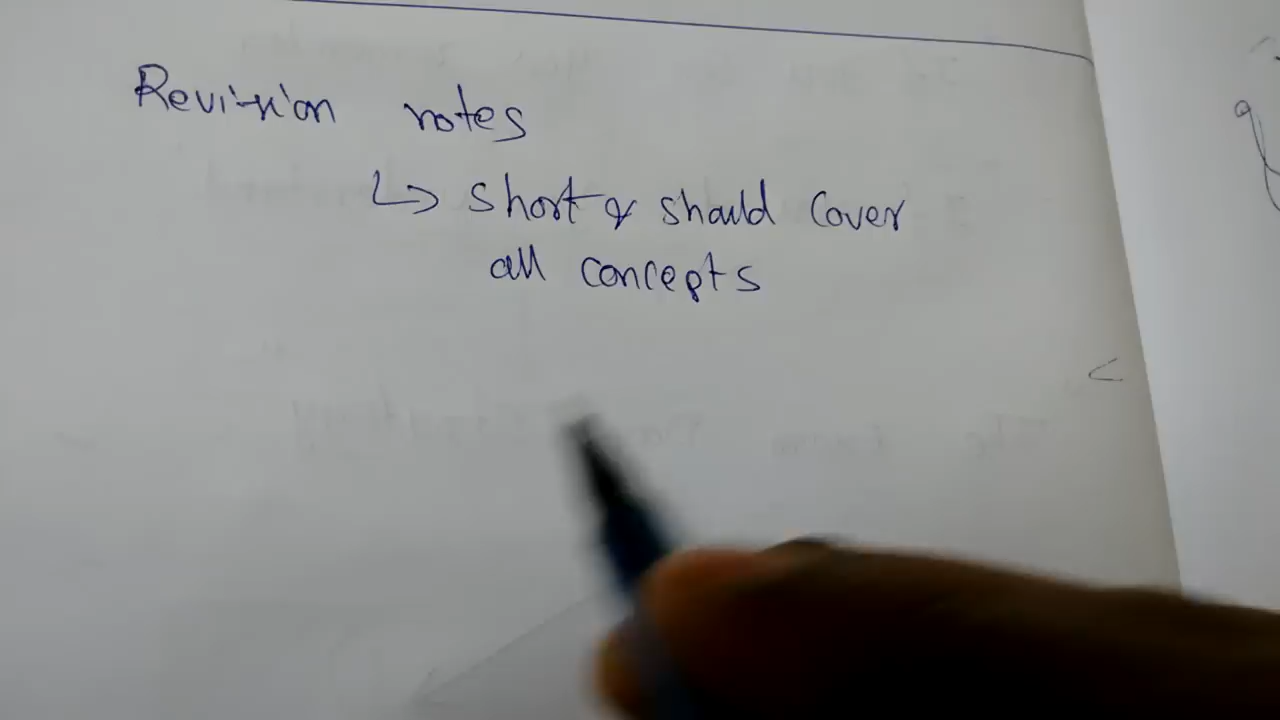 Revision notes
↳ Short & should cover
all concepts